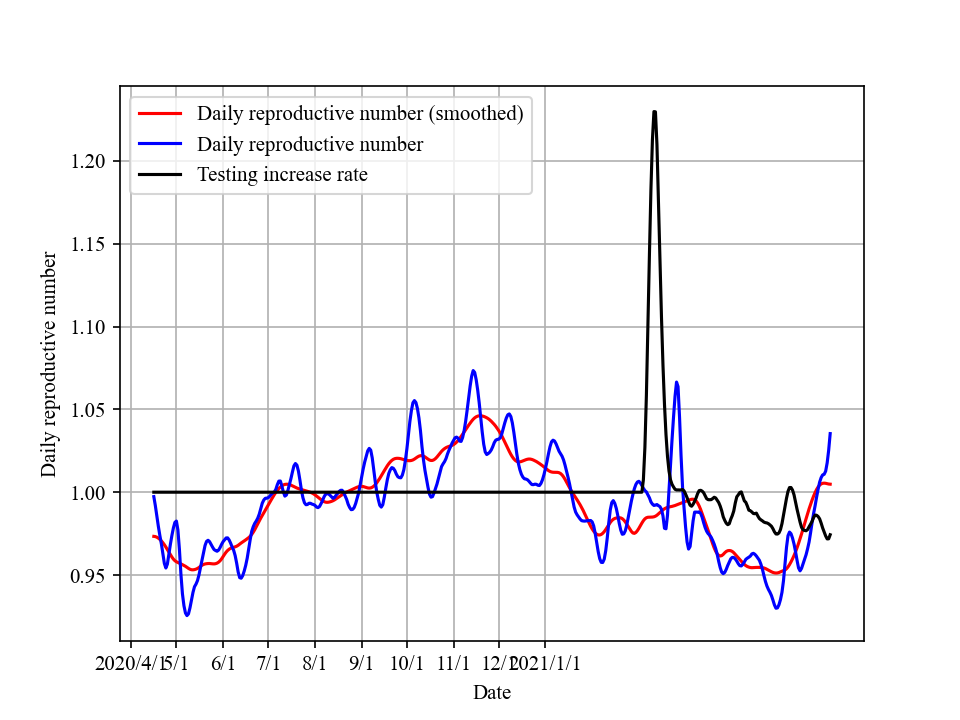 Daily reproductive number (smoothed)
Daily reproductive number
Testing increase rate
Daily reproductive number
1.20
1.15
1.10
1.05
1.00
0.95
2020/4/1 5/1 6/1 7/1 8/1 9/1 10/1 11/1 12/1 2021/1/1
Date